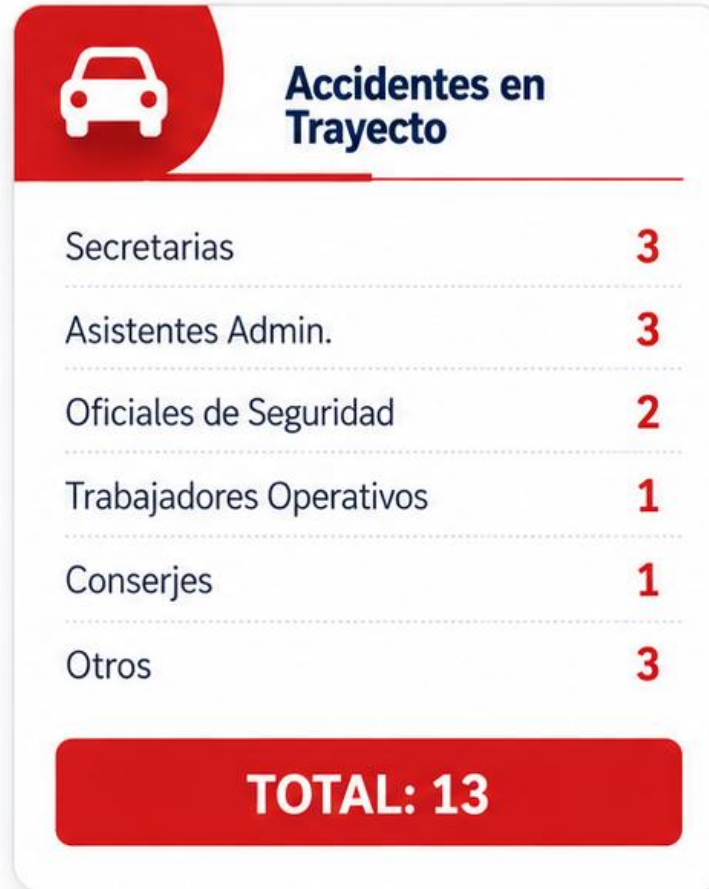 Accidentes en
Trayecto
Secretarias 3
Asistentes Admin. 3
Oficiales de Seguridad 2
Trabajadores Operativos 1
Conserjes 1
Otros 3
TOTAL: 13